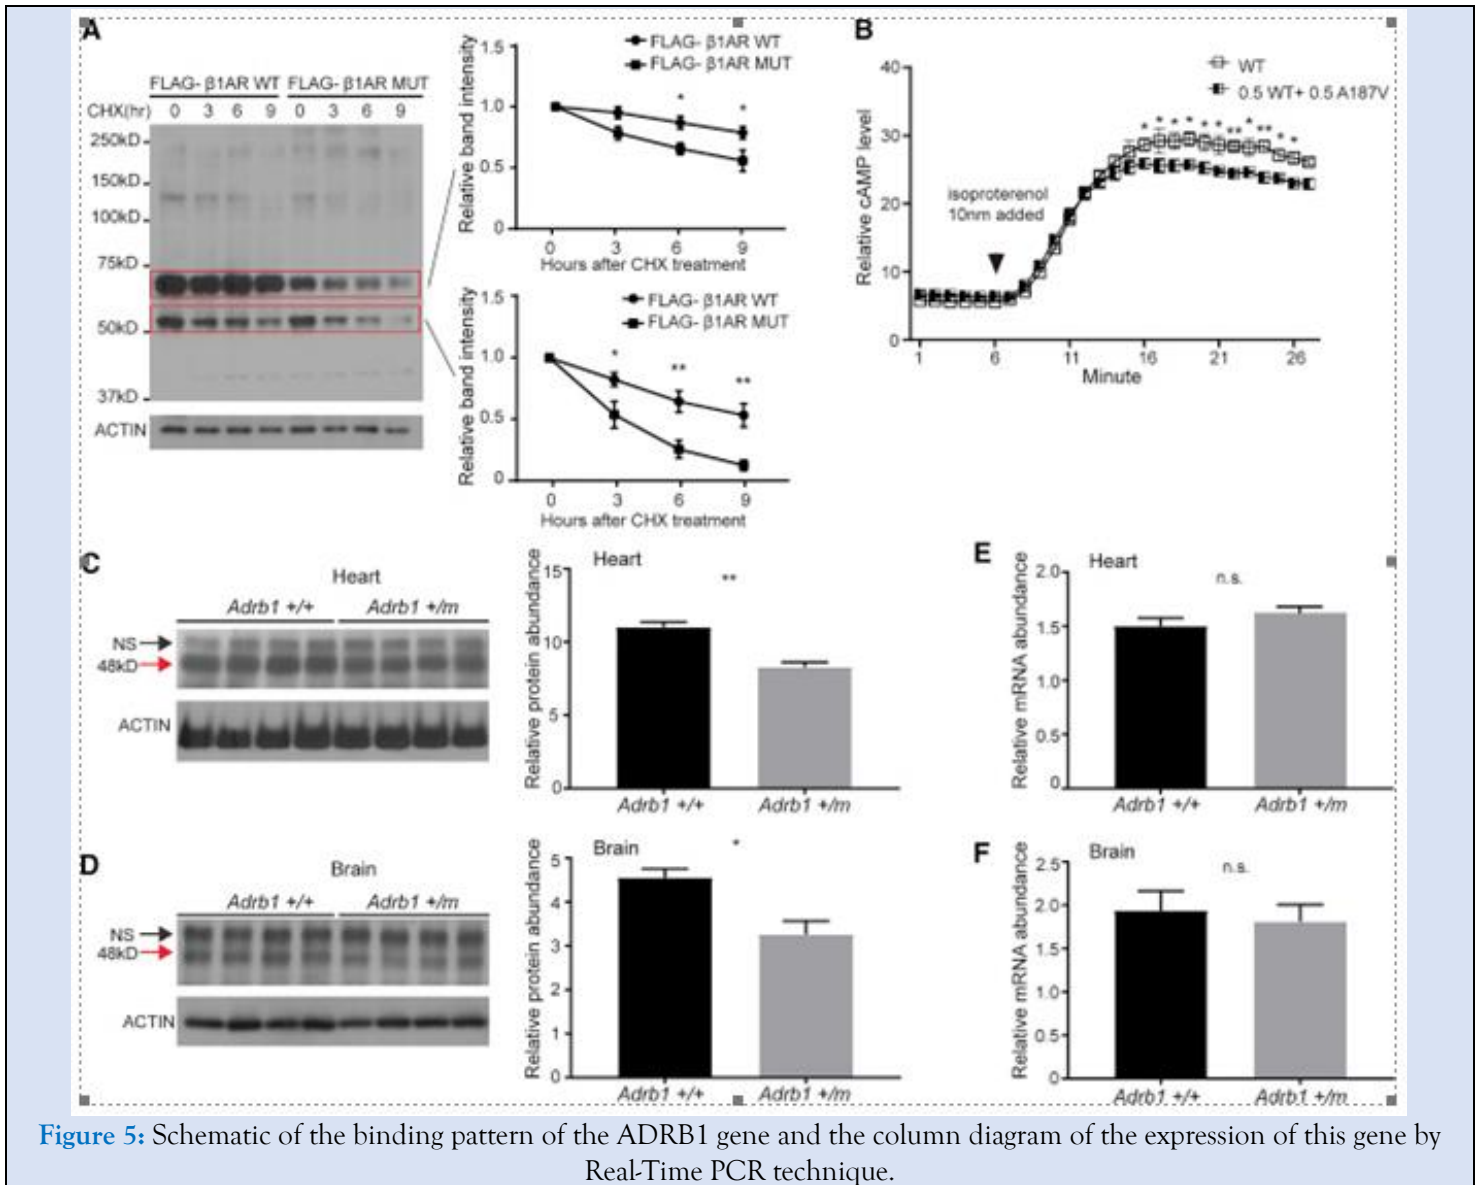 A
FLAG- β1AR WT FLAG- β1AR MUT
CHX(hr) 0 3 6 9 0 3 6 9
250kD
150kD
100kD
75kD
50kD
37kD
ACTIN
Relative band intensity
1.5
1.0
0.5
0
FLAG- β1AR WT
FLAG- β1AR MUT
* *
0 3 6 9
Hours after CHX treatment
Relative band intensity
1.5
1.0
0.5
0
FLAG- β1AR WT
FLAG- β1AR MUT
* ** **
0 3 6 9
Hours after CHX treatment
B
Relative cAMP level
40
30
20
10
0
WT
0.5 WT+ 0.5 A187V
* * * * * * ** * ** * *
isoproterenol
10nm added
1 6 11 16 21 26
Minute
C
Heart
Adrb1 +/+ Adrb1 +/m
NS
48kD
ACTIN
Relative protein abundance
15
10
5
0
Heart
**
Adrb1 +/+ Adrb1 +/m
E
Relative mRNA abundance
2.0
1.5
1.0
0.5
0
Heart
n.s.
Adrb1 +/+ Adrb1 +/m
D
Brain
Adrb1 +/+ Adrb1 +/m
NS
48kD
ACTIN
Relative protein abundance
5
4
3
2
1
0
Brain
*
Adrb1 +/+ Adrb1 +/m
F
Relative mRNA abundance
2.5
2.0
1.5
1.0
0.5
0
Brain
n.s.
Adrb1 +/+ Adrb1 +/m
Figure 5: Schematic of the binding pattern of the ADRB1 gene and the column diagram of the expression of this gene by
Real-Time PCR technique.